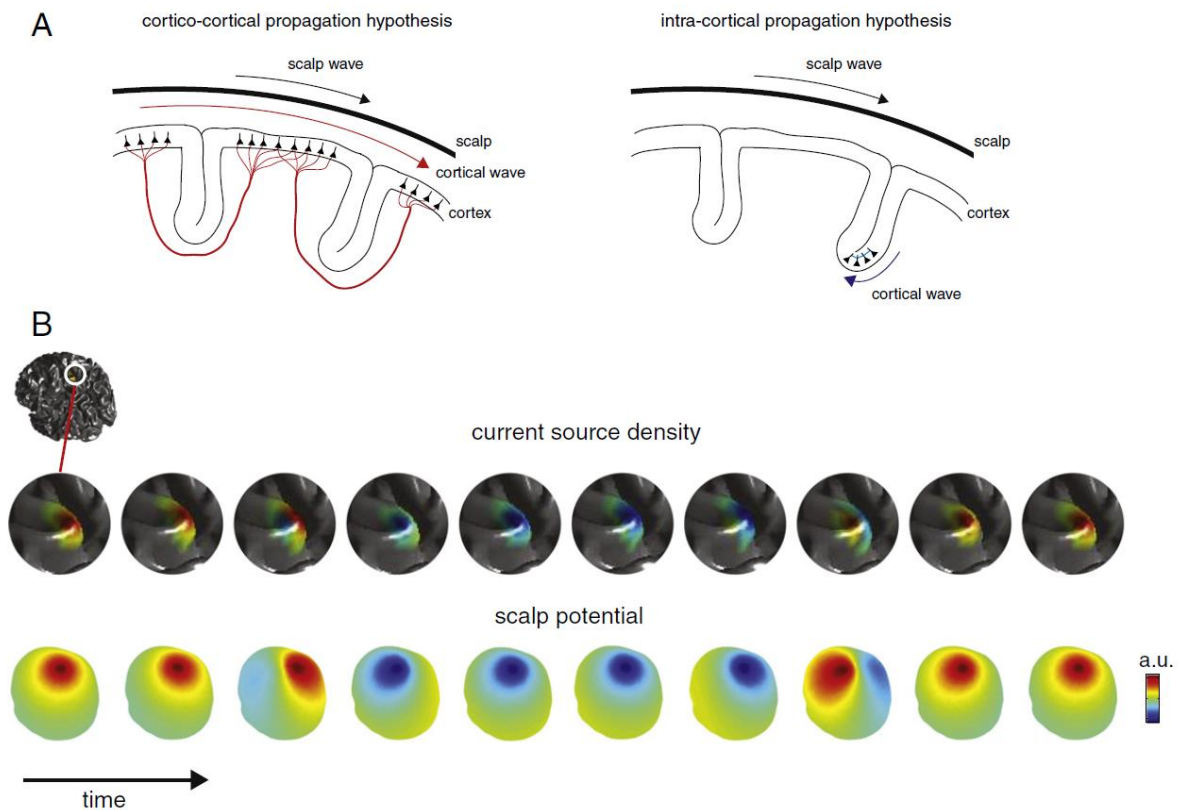 A
cortico-cortical propagation hypothesis
scalp wave
scalp
cortical wave
cortex
intra-cortical propagation hypothesis
scalp wave
scalp
cortex
cortical wave
B
current source density
scalp potential
a.u.
time